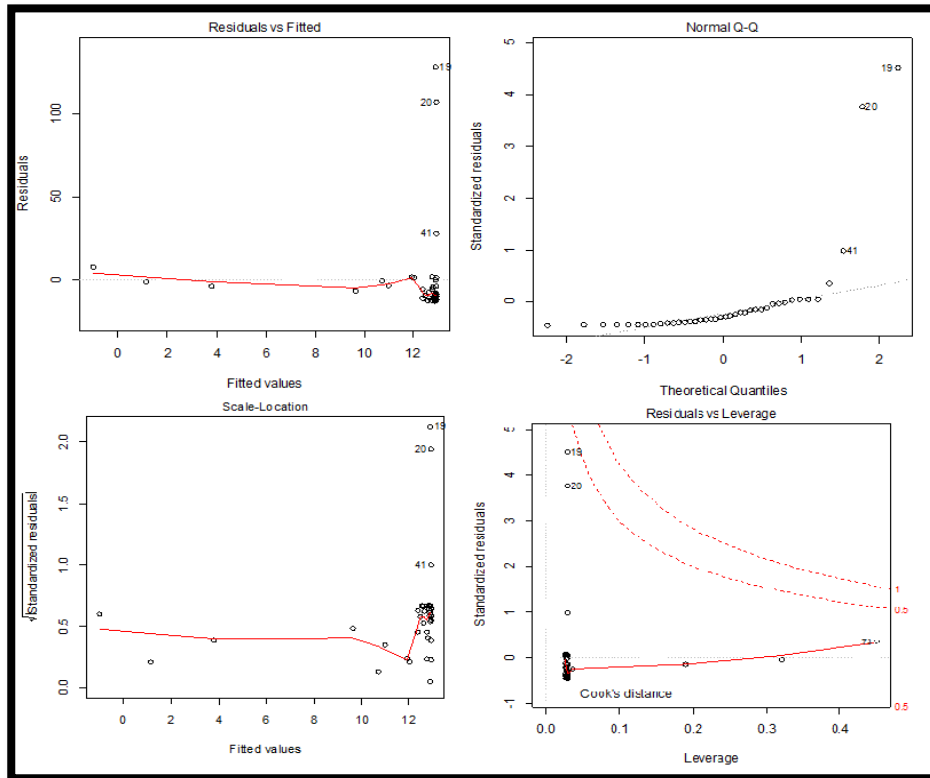 Residuals vs Fitted
Residuals
100
50
0
19
20
41
0 2 4 6 8 10 12
Fitted values
Normal Q-Q
Standardized residuals
5
4
3
2
1
0
19
20
41
-2 -1 0 1 2
Theoretical Quantiles
Scale-Location
√|Standardized residuals|
2.0
1.5
1.0
0.5
0.0
19
20
41
0 2 4 6 8 10 12
Fitted values
Residuals vs Leverage
Standardized residuals
5
4
3
2
1
0
-1
19
20
1
0.5
0.5
Cook's distance
0.0 0.1 0.2 0.3 0.4
Leverage